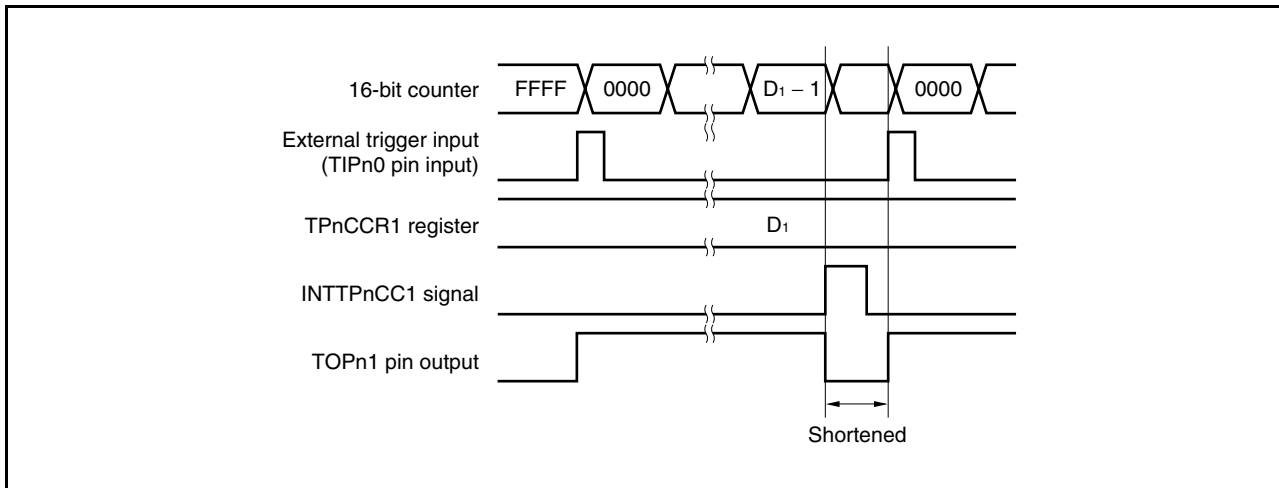 16-bit counter FFFF 0000 D₁ − 1 0000
External trigger input
(TIPn0 pin input)
TPnCCR1 register D₁
INTTPnCC1 signal
TOPn1 pin output
Shortened